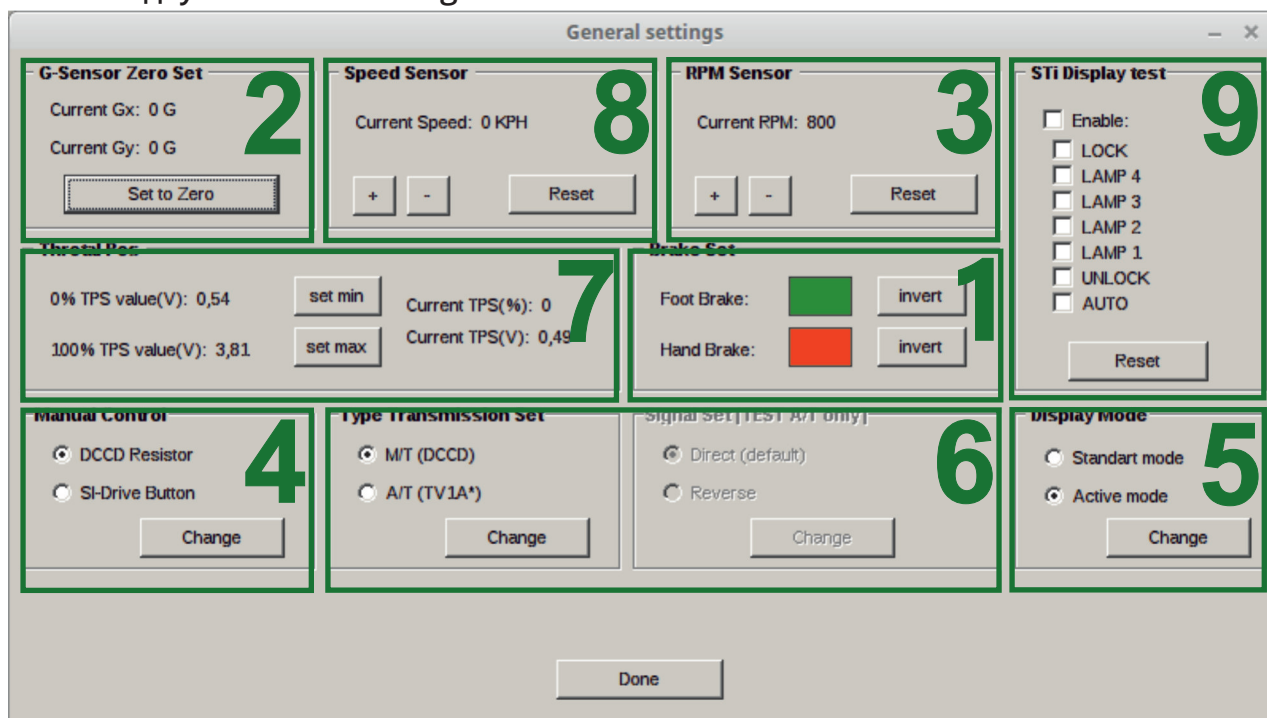 General settings
G-Sensor Zero Set
2
Current Gx: 0 G
Current Gy: 0 G
Set to Zero
Speed Sensor
8
Current Speed: 0 KPH
+ - Reset
RPM Sensor
3
Current RPM: 800
+ - Reset
STi Display test
9
Enable:
LOCK
LAMP 4
LAMP 3
LAMP 2
LAMP 1
UNLOCK
AUTO
Reset
Throtal Pos
7
0% TPS value(V): 0,54 set min
100% TPS value(V): 3,81 set max
Current TPS(%): 0
Current TPS(V): 0,49
Brake Set
1
Foot Brake: invert
Hand Brake: invert
Manual Control
4
DCCD Resistor
SI-Drive Button
Change
Type Transmission Set
M/T (DCCD)
A/T (TV1A*)
Change
Signal Set [TEST A/T only]
6
Direct (default)
Reverse
Change
Display Mode
5
Standart mode
Active mode
Change
Done